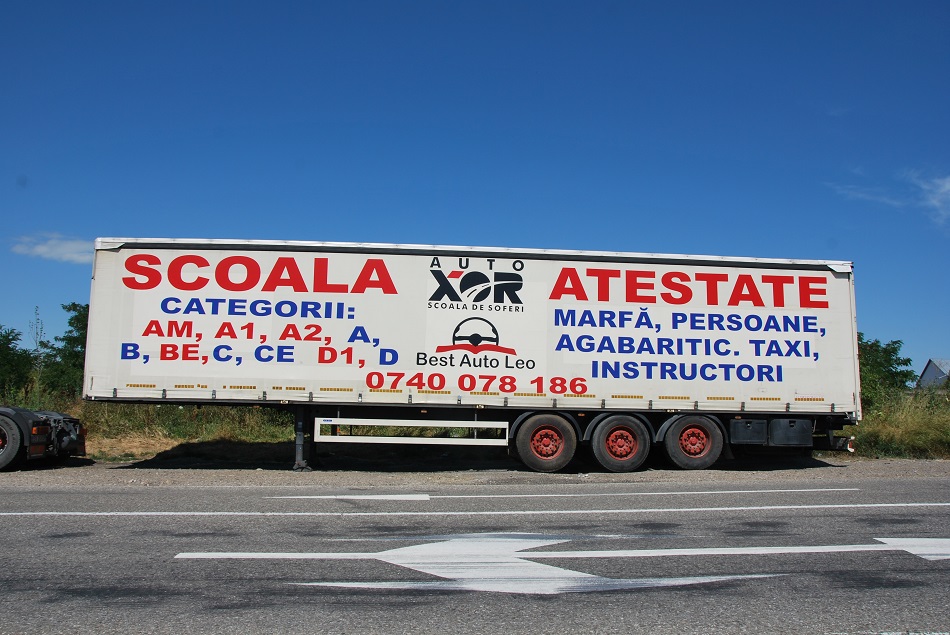 SCOALA
CATEGORII:
AM, A1, A2, A,
B, BE, C, CE D1, D
AUTO
XOR
SCOALA DE SOFERI
Best Auto Leo
0740 078 186
ATESTATE
MARFĂ, PERSOANE,
AGABARITIC. TAXI,
INSTRUCTORI